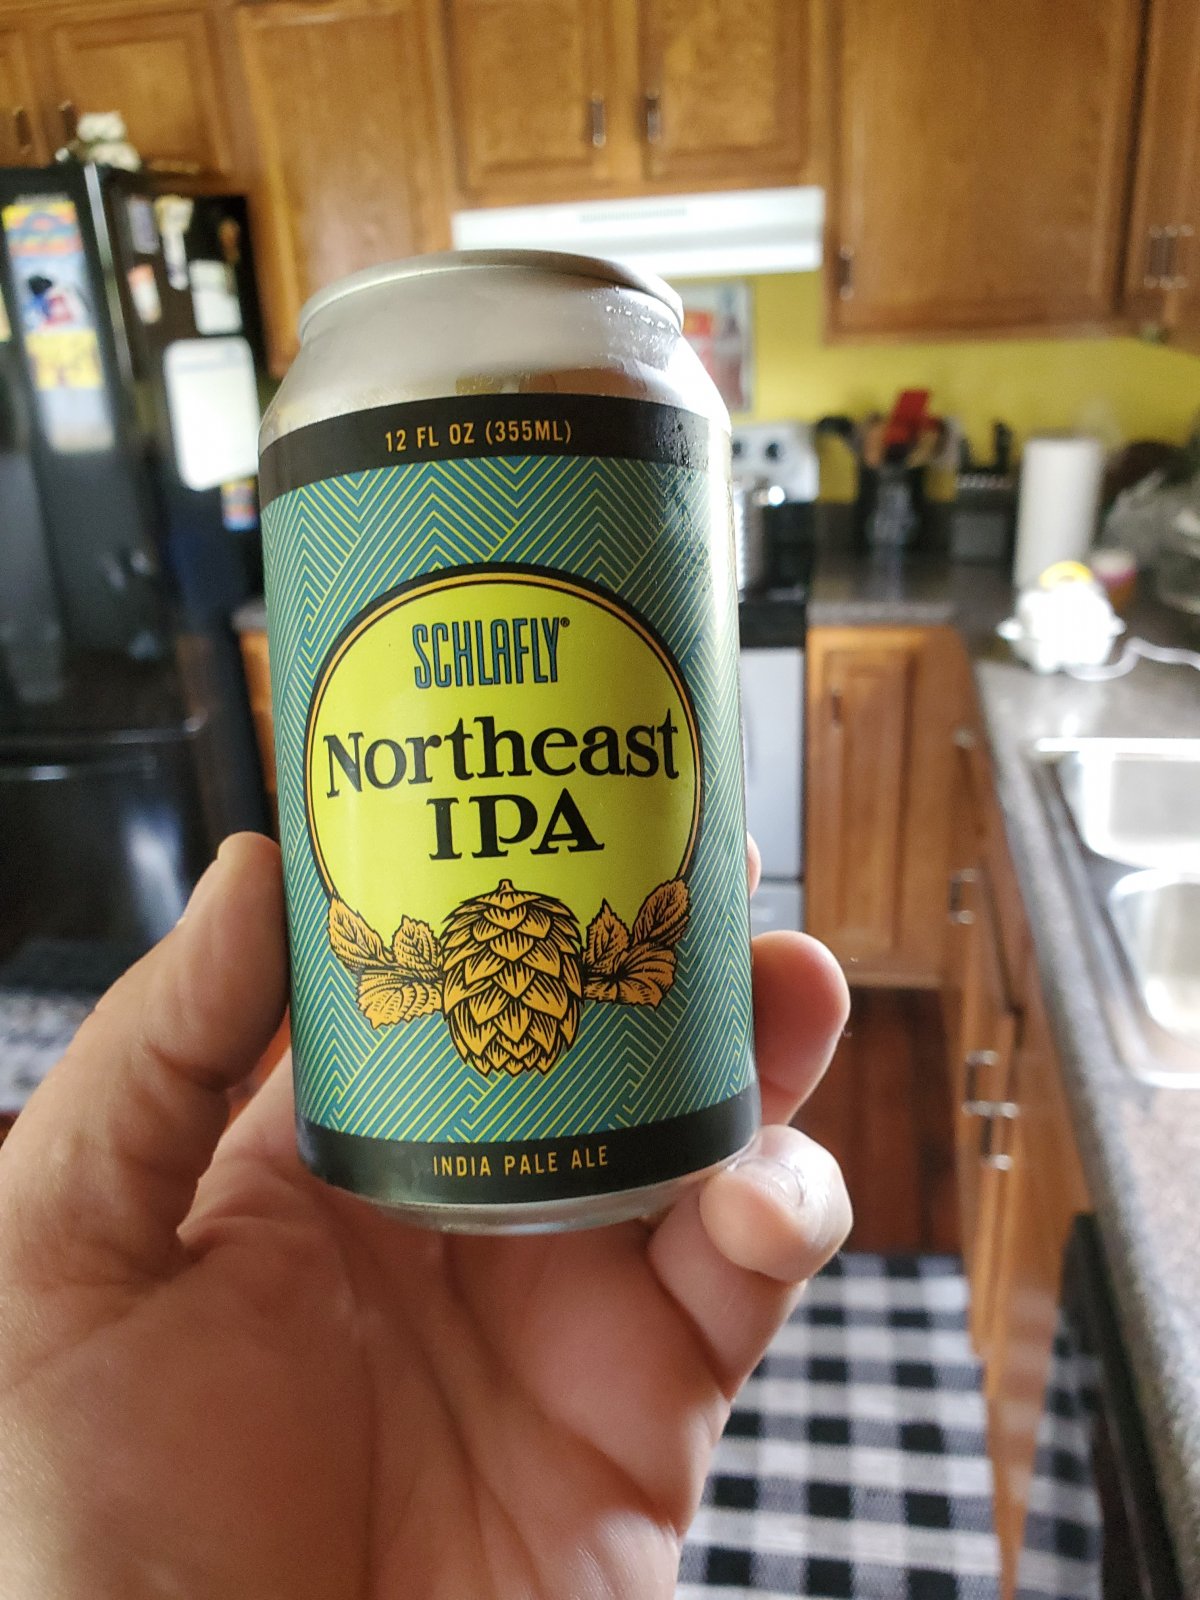 12 FL OZ (355ML)
SCHLAFLY®
Northeast
IPA
INDIA PALE ALE